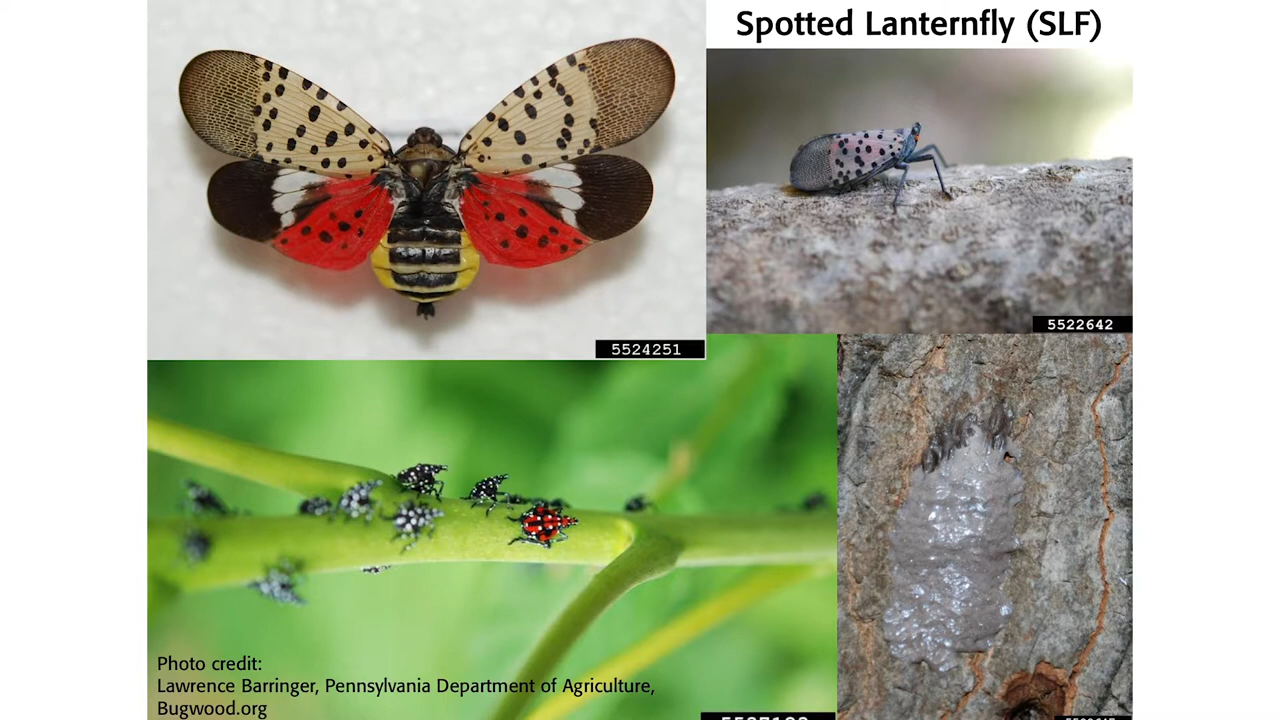 Spotted Lanternfly (SLF)
5522642
5524251
Photo credit:
Lawrence Barringer, Pennsylvania Department of Agriculture,
Bugwood.org